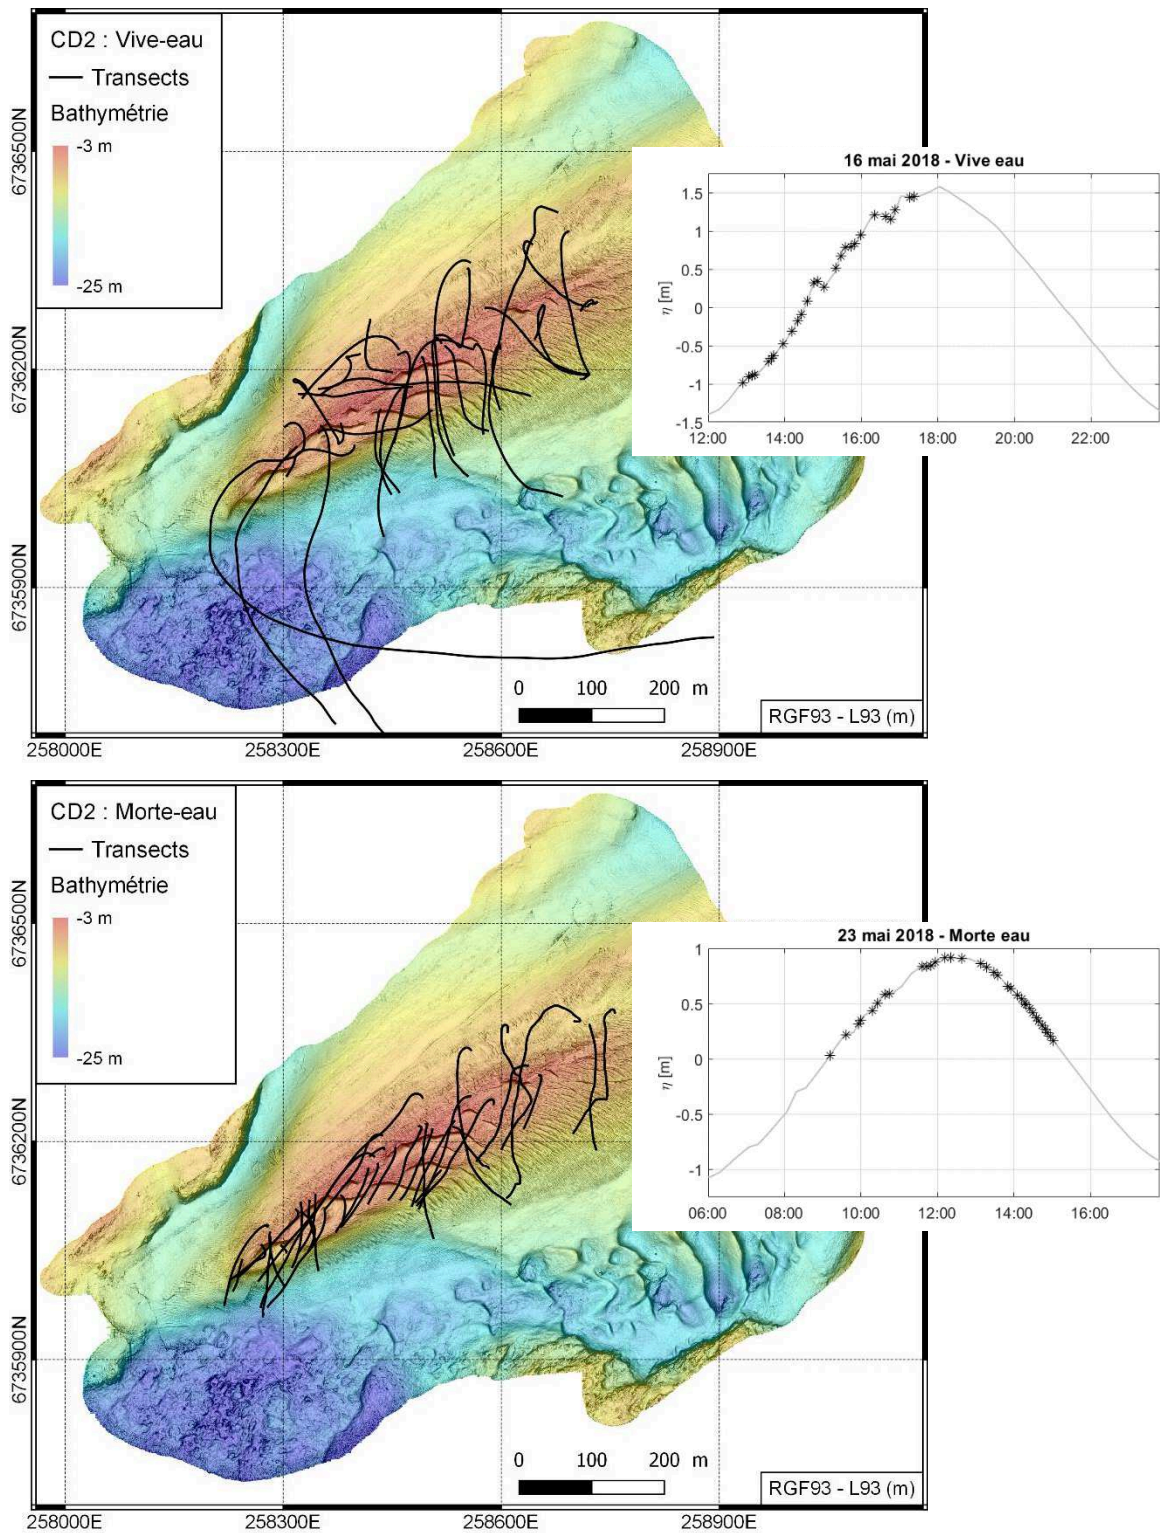 CD2 : Vive-eau
Transects
Bathymétrie
-3 m
-25 m
6736500N
6736200N
6735900N
16 mai 2018 - Vive eau
η [m]
1.5
1
0.5
0
-0.5
-1
-1.5
12:00 14:00 16:00 18:00 20:00 22:00
0 100 200 m
RGF93 - L93 (m)
258000E 258300E 258600E 258900E
CD2 : Morte-eau
Transects
Bathymétrie
-3 m
-25 m
6736500N
6736200N
6735900N
23 mai 2018 - Morte eau
η [m]
1
0.5
0
-0.5
-1
06:00 08:00 10:00 12:00 14:00 16:00
0 100 200 m
RGF93 - L93 (m)
258000E 258300E 258600E 258900E